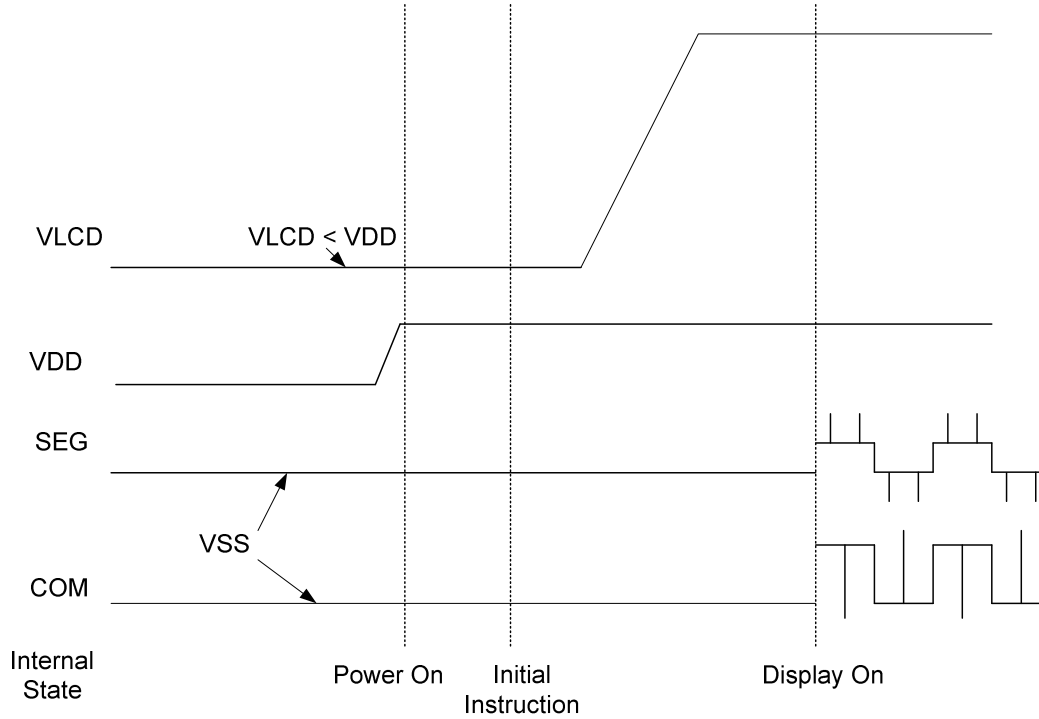 VLCD
VLCD < VDD
VDD
SEG
VSS
COM
Internal
State
Power On
Initial
Instruction
Display On